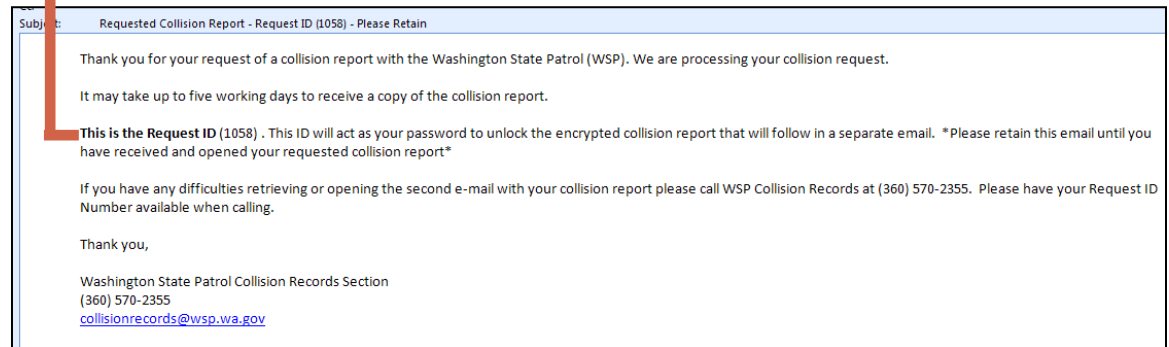 Subject: Requested Collision Report - Request ID (1058) - Please Retain
Thank you for your request of a collision report with the Washington State Patrol (WSP). We are processing your collision request.
It may take up to five working days to receive a copy of the collision report.
This is the Request ID (1058) . This ID will act as your password to unlock the encrypted collision report that will follow in a separate email. *Please retain this email until you
have received and opened your requested collision report*
If you have any difficulties retrieving or opening the second e-mail with your collision report please call WSP Collision Records at (360) 570-2355. Please have your Request ID
Number available when calling.
Thank you,
Washington State Patrol Collision Records Section
(360) 570-2355
collisionrecords@wsp.wa.gov